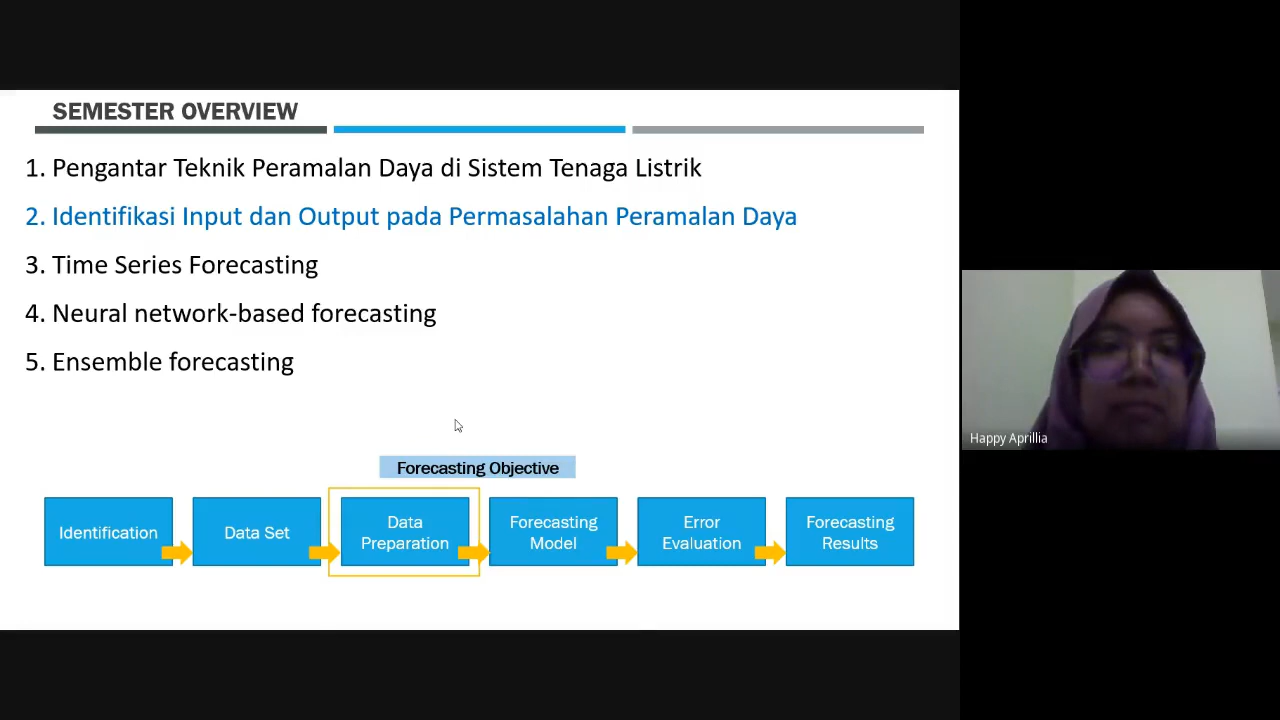 SEMESTER OVERVIEW
1. Pengantar Teknik Peramalan Daya di Sistem Tenaga Listrik
2. Identifikasi Input dan Output pada Permasalahan Peramalan Daya
3. Time Series Forecasting
4. Neural network-based forecasting
5. Ensemble forecasting
Forecasting Objective
Identification
Data Set
Data
Preparation
Forecasting
Model
Error
Evaluation
Forecasting
Results
Happy Aprillia